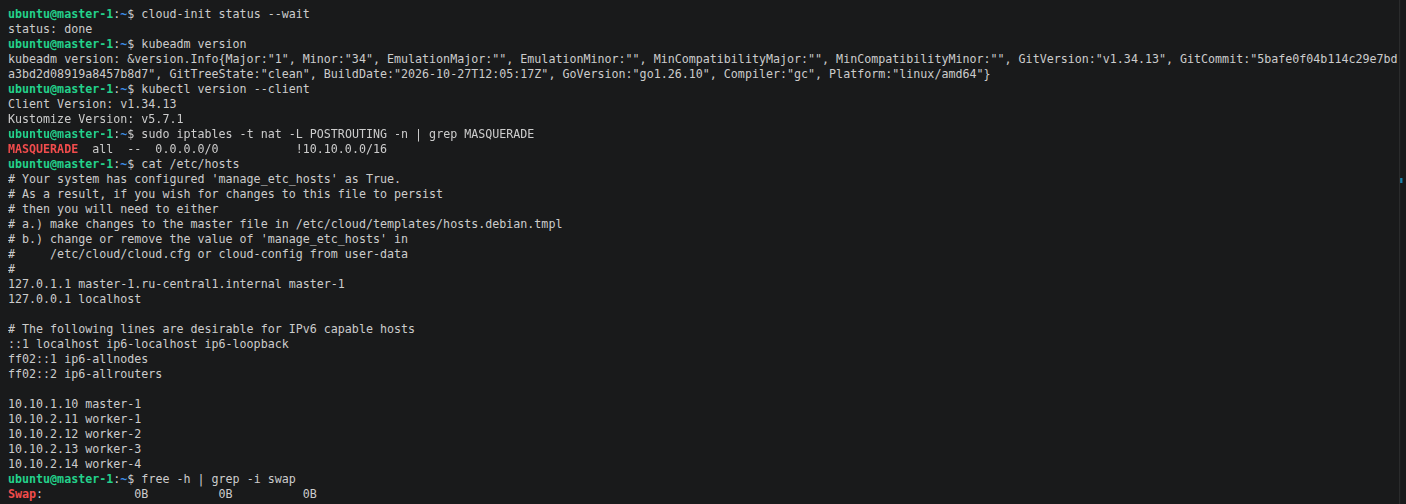 ubuntu@master-1:~$ cloud-init status --wait
status: done
ubuntu@master-1:~$ kubeadm version
kubeadm version: &version.Info{Major:"1", Minor:"34", EmulationMajor:"", EmulationMinor:"", MinCompatibilityMajor:"", MinCompatibilityMinor:"", GitVersion:"v1.34.13", GitCommit:"5bafe0f04b114c29e7bd
a3bd2d08919a8457b8d7", GitTreeState:"clean", BuildDate:"2026-10-27T12:05:17Z", GoVersion:"go1.26.10", Compiler:"gc", Platform:"linux/amd64"}
ubuntu@master-1:~$ kubectl version --client
Client Version: v1.34.13
Kustomize Version: v5.7.1
ubuntu@master-1:~$ sudo iptables -t nat -L POSTROUTING -n | grep MASQUERADE
MASQUERADE  all  --  0.0.0.0/0           !10.10.0.0/16
ubuntu@master-1:~$ cat /etc/hosts
# Your system has configured 'manage_etc_hosts' as True.
# As a result, if you wish for changes to this file to persist
# then you will need to either
# a.) make changes to the master file in /etc/cloud/templates/hosts.debian.tmpl
# b.) change or remove the value of 'manage_etc_hosts' in
#     /etc/cloud/cloud.cfg or cloud-config from user-data
#
127.0.1.1 master-1.ru-central1.internal master-1
127.0.0.1 localhost

# The following lines are desirable for IPv6 capable hosts
::1 localhost ip6-localhost ip6-loopback
ff02::1 ip6-allnodes
ff02::2 ip6-allrouters

10.10.1.10 master-1
10.10.2.11 worker-1
10.10.2.12 worker-2
10.10.2.13 worker-3
10.10.2.14 worker-4
ubuntu@master-1:~$ free -h | grep -i swap
Swap:             0B          0B          0B